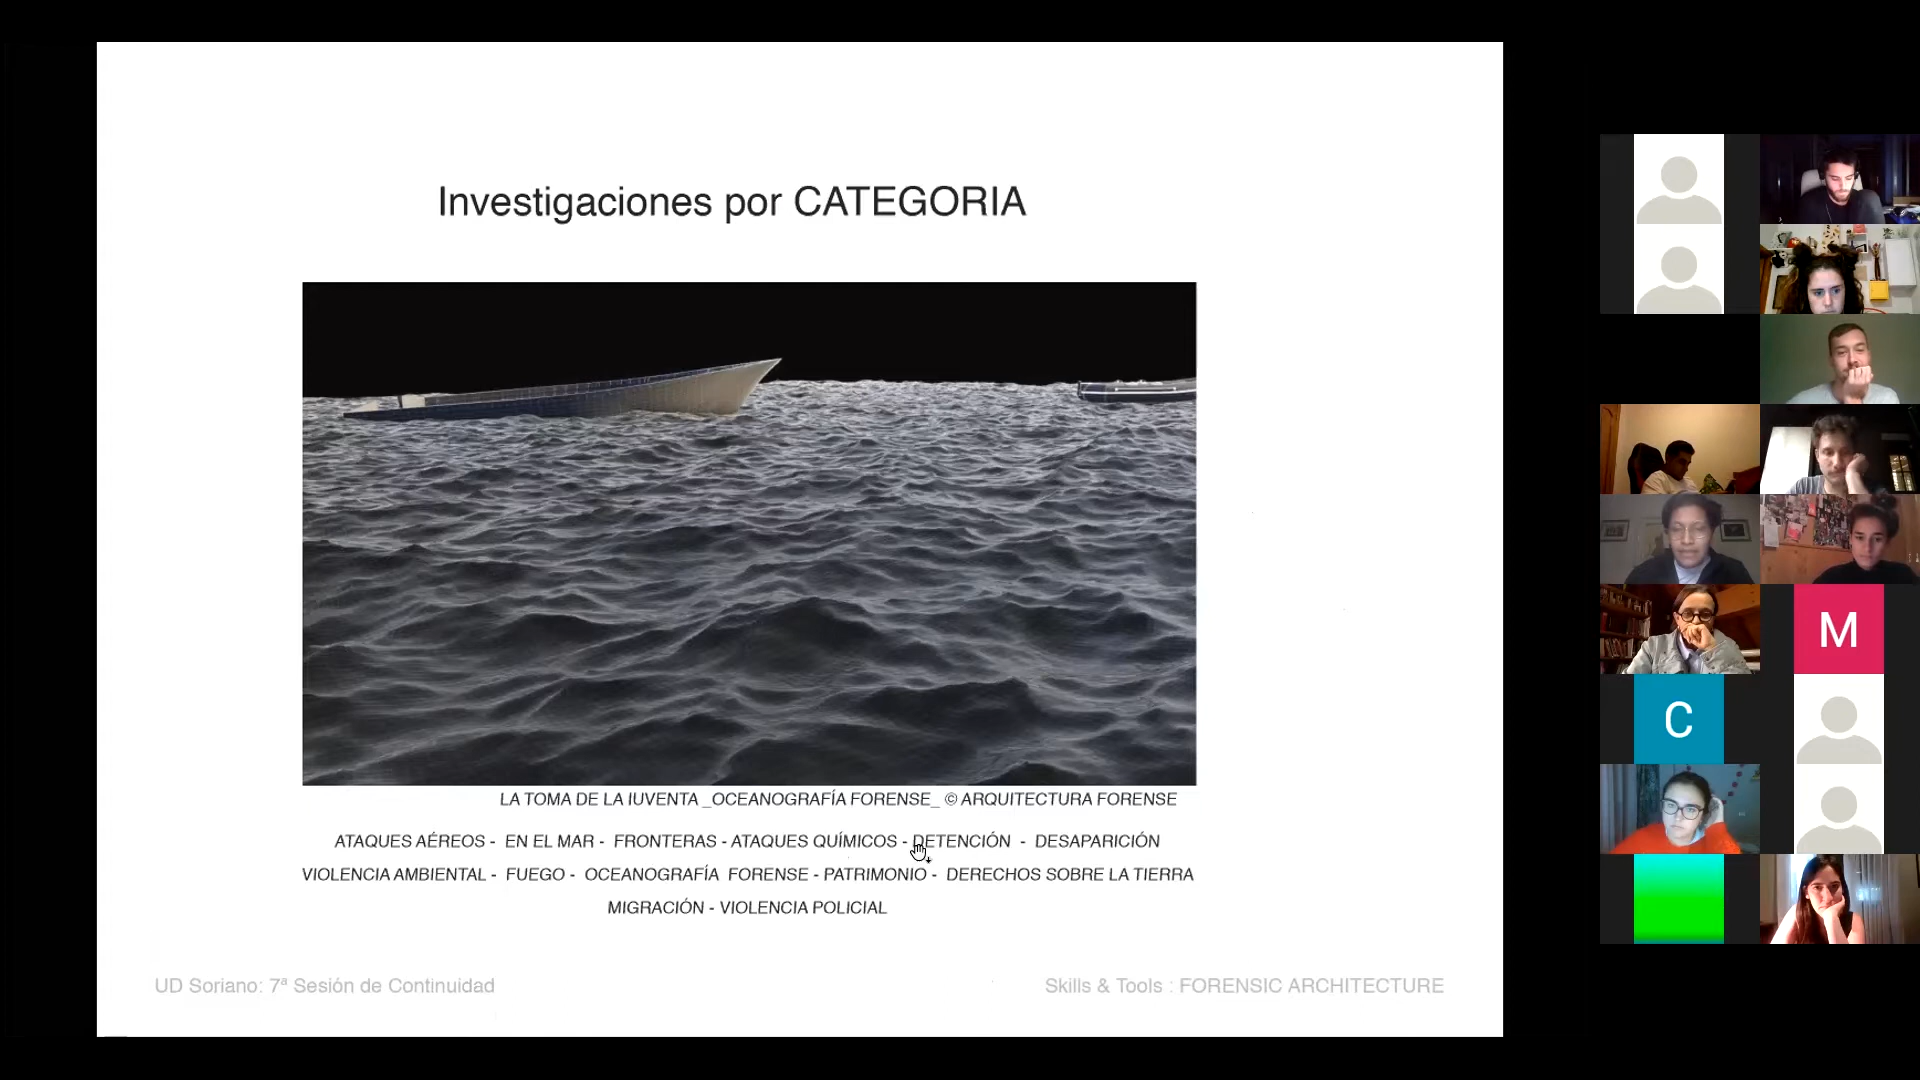 Investigaciones por CATEGORIA
LA TOMA DE LA IUVENTA _OCEANOGRAFÍA FORENSE_ © ARQUITECTURA FORENSE
ATAQUES AÉREOS - EN EL MAR - FRONTERAS - ATAQUES QUÍMICOS - DETENCIÓN - DESAPARICIÓN
VIOLENCIA AMBIENTAL - FUEGO - OCEANOGRAFÍA FORENSE - PATRIMONIO - DERECHOS SOBRE LA TIERRA
MIGRACIÓN - VIOLENCIA POLICIAL
UD Soriano: 7ª Sesión de Continuidad
Skills & Tools : FORENSIC ARCHITECTURE
M
C